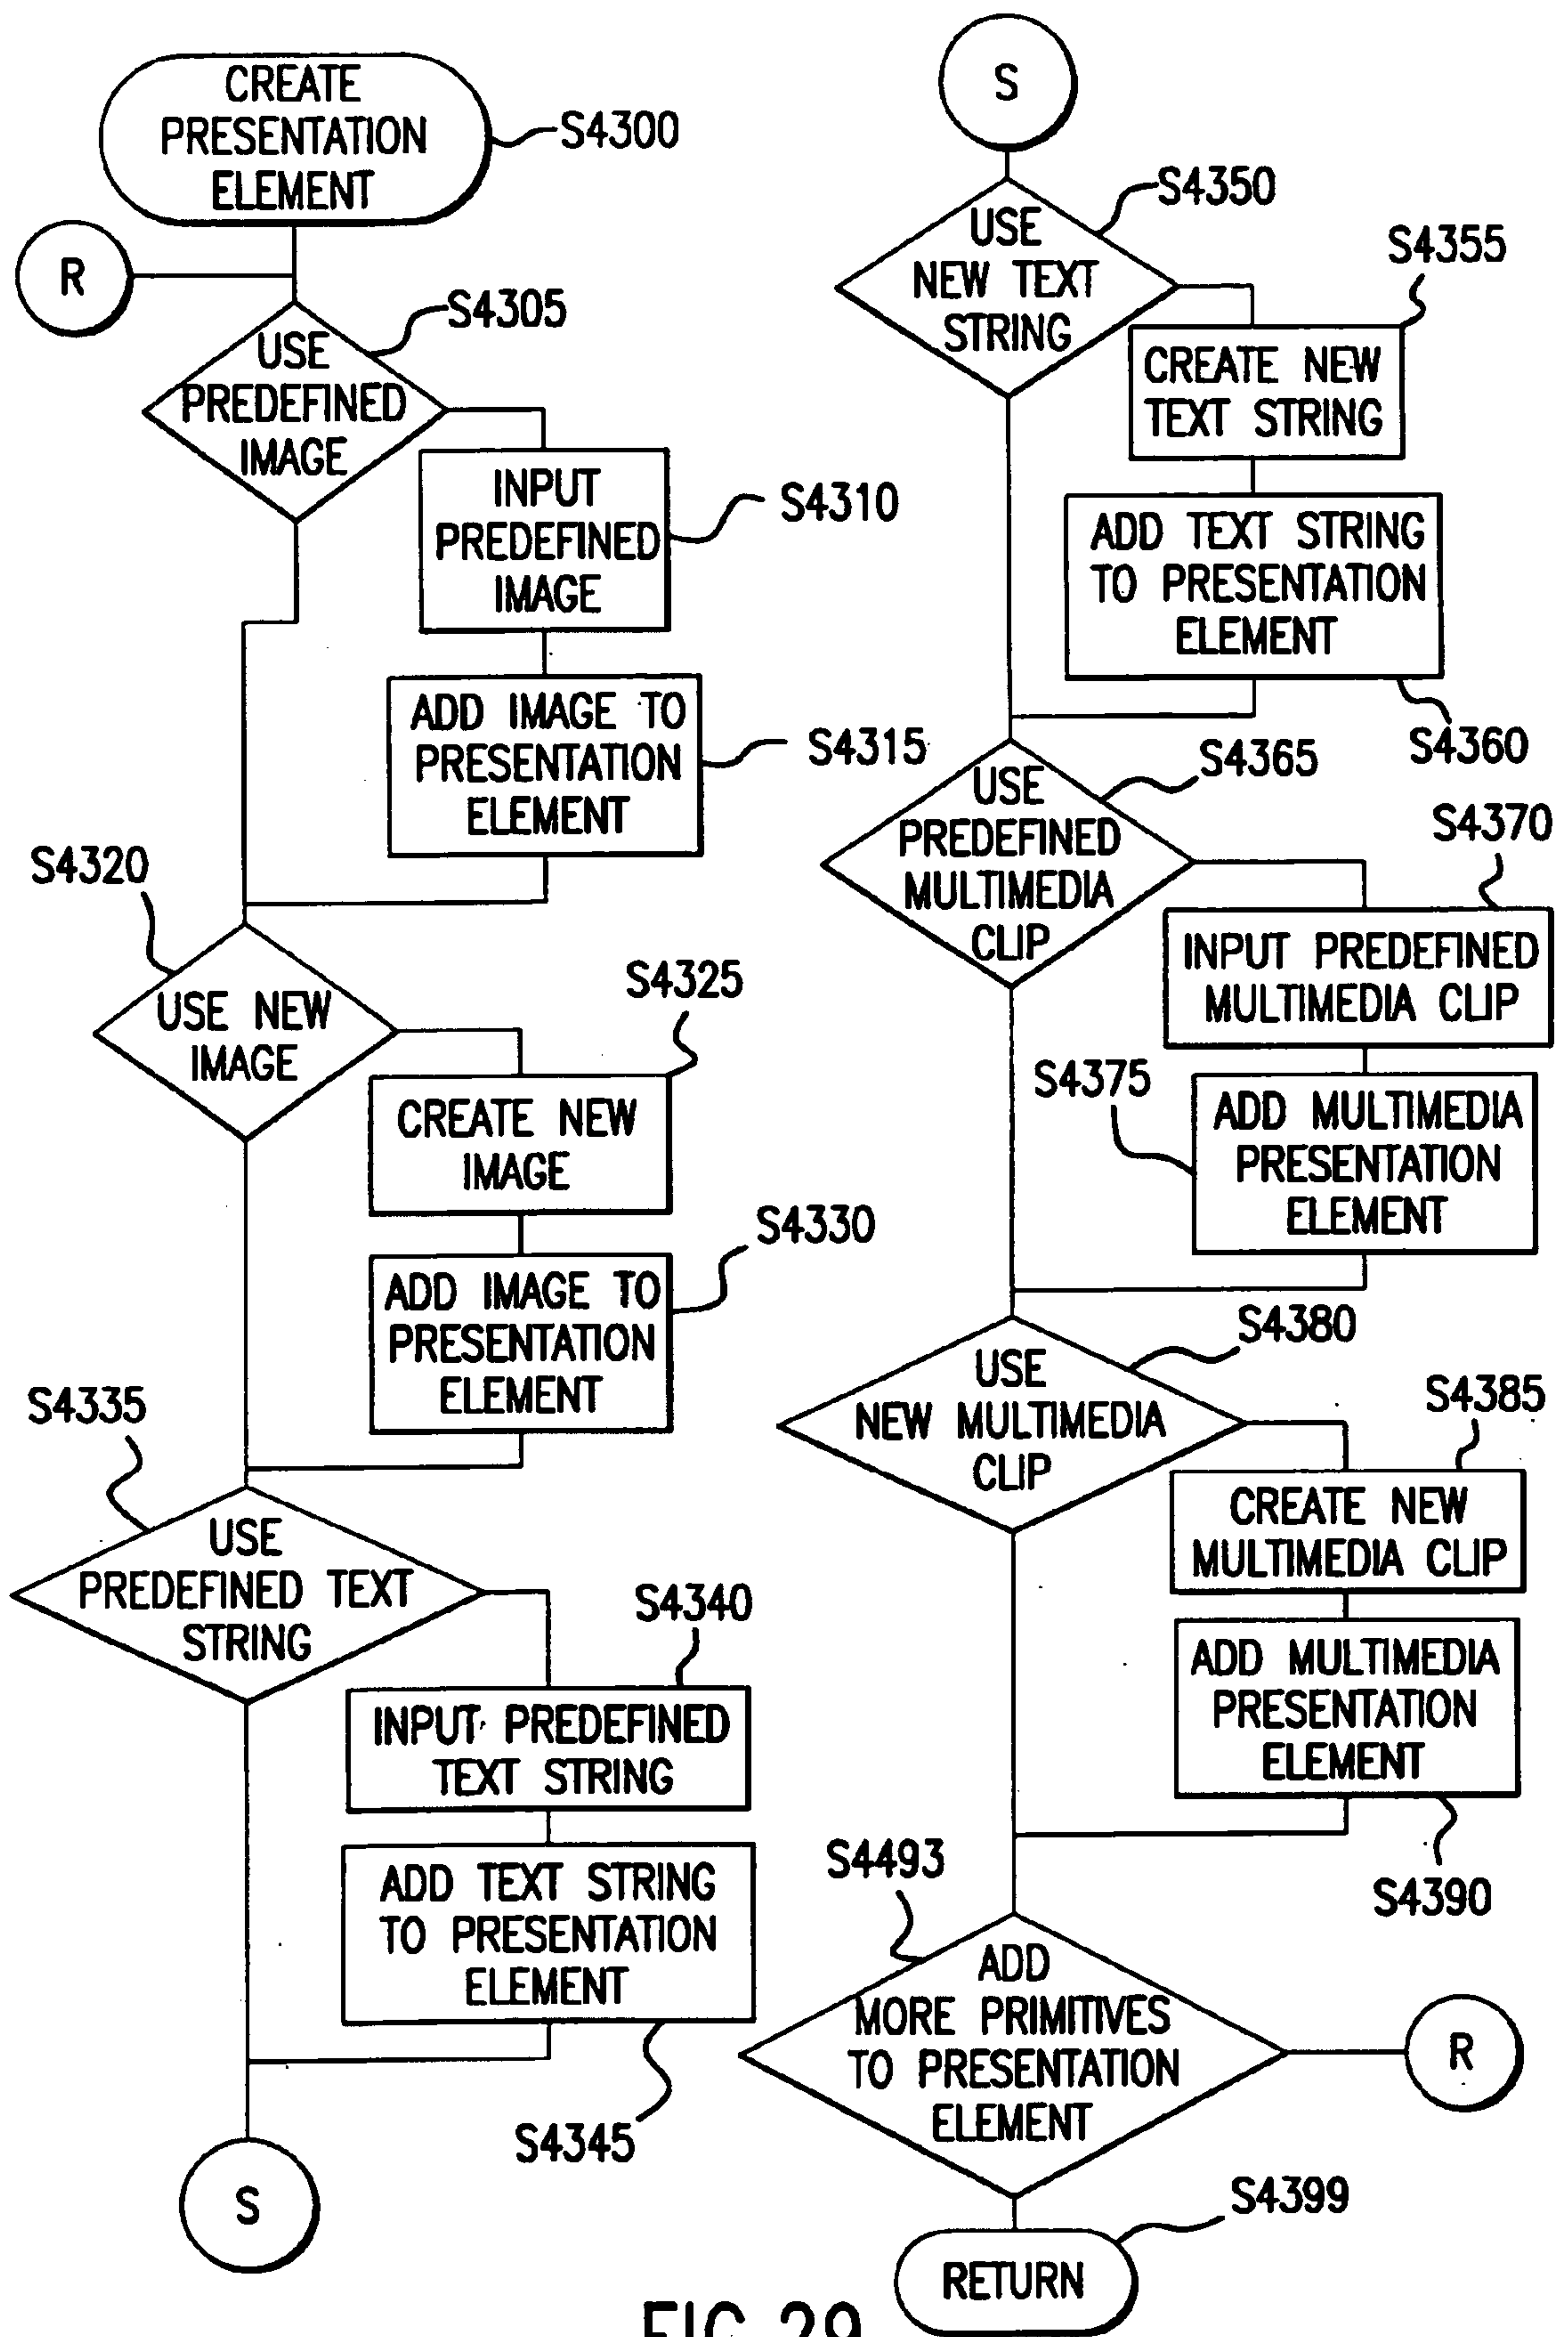 CREATE
PRESENTATION
ELEMENT
S4300
R
S4305
USE
PREDEFINED
IMAGE
INPUT
PREDEFINED
IMAGE
S4310
ADD IMAGE TO
PRESENTATION
ELEMENT
S4315
S4320
USE NEW
IMAGE
S4325
CREATE NEW
IMAGE
S4330
ADD IMAGE TO
PRESENTATION
ELEMENT
S4335
USE
PREDEFINED TEXT
STRING
S4340
INPUT PREDEFINED
TEXT STRING
ADD TEXT STRING
TO PRESENTATION
ELEMENT
S4345
S
S
S4350
USE
NEW TEXT
STRING
S4355
CREATE NEW
TEXT STRING
ADD TEXT STRING
TO PRESENTATION
ELEMENT
S4360
S4365
USE
PREDEFINED
MULTIMEDIA
CLIP
S4370
INPUT PREDEFINED
MULTIMEDIA CLIP
S4375
ADD MULTIMEDIA
PRESENTATION
ELEMENT
S4380
USE
NEW MULTIMEDIA
CLIP
S4385
CREATE NEW
MULTIMEDIA CLIP
ADD MULTIMEDIA
PRESENTATION
ELEMENT
S4390
S4493
ADD
MORE PRIMITIVES
TO PRESENTATION
ELEMENT
R
S4399
RETURN
FIG.29